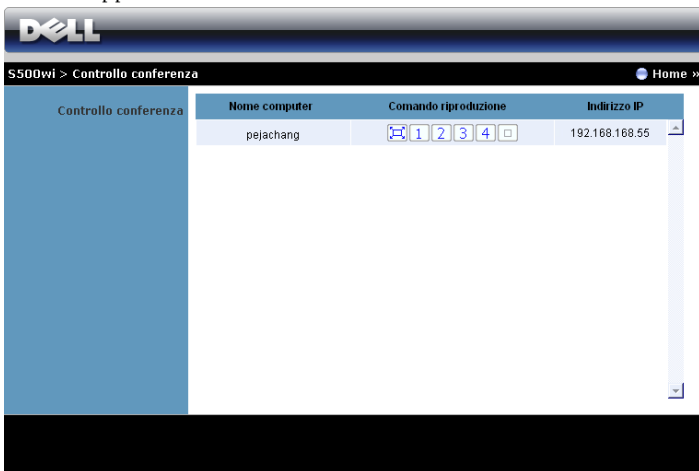 DELL
S500wi > Controllo conferenza
Home »
Controllo conferenza
Nome computer Comando riproduzione Indirizzo IP
pejachang 1 2 3 4 192.168.168.55